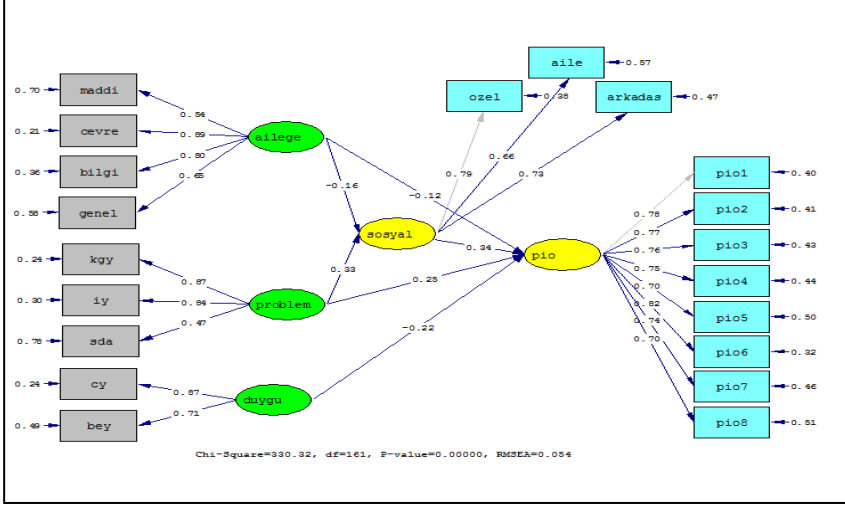 aile
0.57
ozel
0.38
arkadas
0.47
0.70
maddi
0.54
0.21
cevre
0.89
ailege
0.36
bilgi
0.80
0.58
genel
0.65
0.79
0.66
0.73
-0.16
-0.12
sosyal
0.34
0.33
pio
0.25
-0.22
0.24
kgy
0.87
0.30
iy
0.84
problem
0.78
sda
0.47
0.24
cy
0.87
duygu
0.49
bey
0.71
pio1
0.40
0.78
pio2
0.41
0.77
pio3
0.43
0.76
pio4
0.44
0.75
pio5
0.50
0.70
pio6
0.32
0.82
pio7
0.46
0.74
pio8
0.51
0.70
Chi-Square=330.32, df=161, P-value=0.00000, RMSEA=0.054